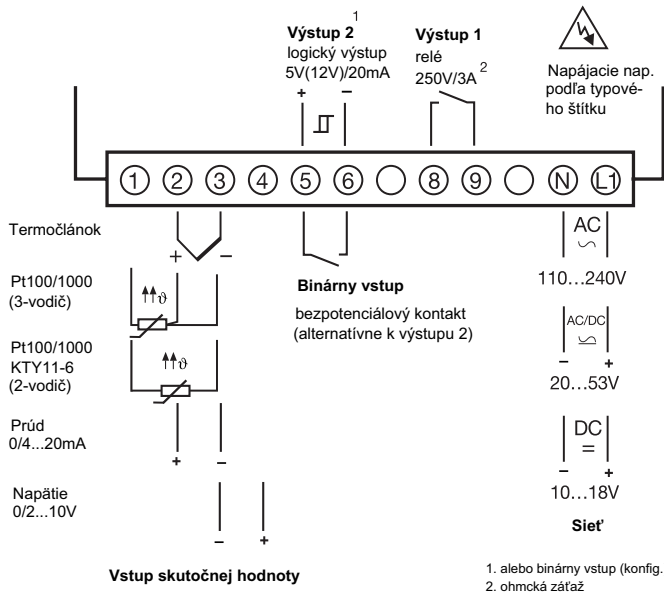 Výstup 2 1
logický výstup
5V(12V)/20mA
+ –
Výstup 1
relé
250V/3A 2
Napájacie nap.
podľa typové-
ho štítku
1 2 3 4 5 6 8 9 N L1
Termočlánok
+ –
Pt100/1000
(3-vodič)
ϑ
Pt100/1000
KTY11-6
(2-vodič)
ϑ
Prúd
0/4...20mA
+ –
Napätie
0/2...10V
– +
Vstup skutočnej hodnoty
Binárny vstup
bezpotenciálový kontakt
(alternatívne k výstupu 2)
AC
110...240V
AC/DC
– +
20...53V
DC
=
– +
10...18V
Sieť
1. alebo binárny vstup (konfig.
2. ohmcká záťaž